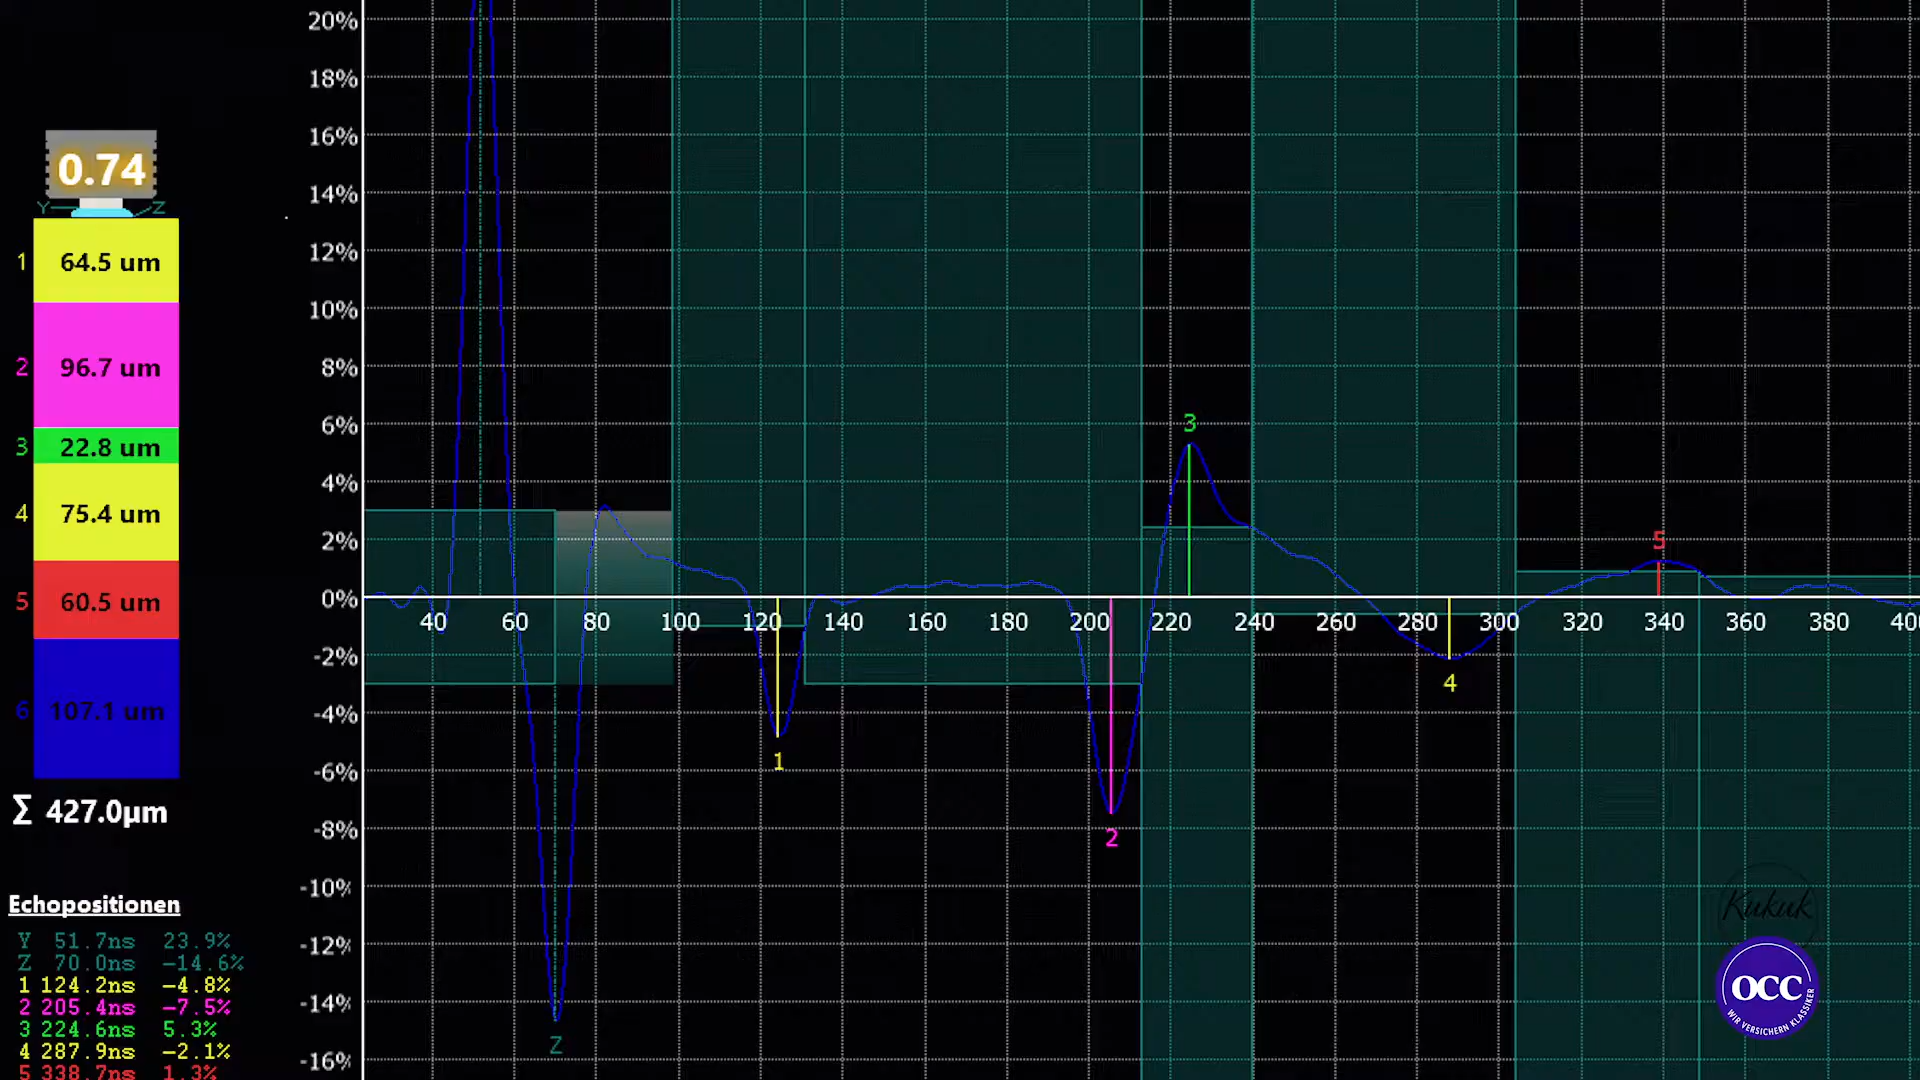 20%
18%
16%
14%
12%
10%
8%
6%
4%
2%
0%
-2%
-4%
-6%
-8%
-10%
-12%
-14%
-16%
0.74
Y Z
1 64.5 um
2 96.7 um
3 22.8 um
4 75.4 um
5 60.5 um
6 107.1 um
Σ 427.0µm
Echopositionen
Y 51.7ns 23.9%
Z 70.0ns -14.6%
1 124.2ns -4.8%
2 205.4ns -7.5%
3 224.6ns 5.3%
4 287.9ns -2.1%
5 338.7ns 1.3%
40 60 80 100 120 140 160 180 200 220 240 260 280 300 320 340 360 380 400
Z
1
2
3
4
5
Kukuk
OCC
WIR VERSICHERN KLASSIKER